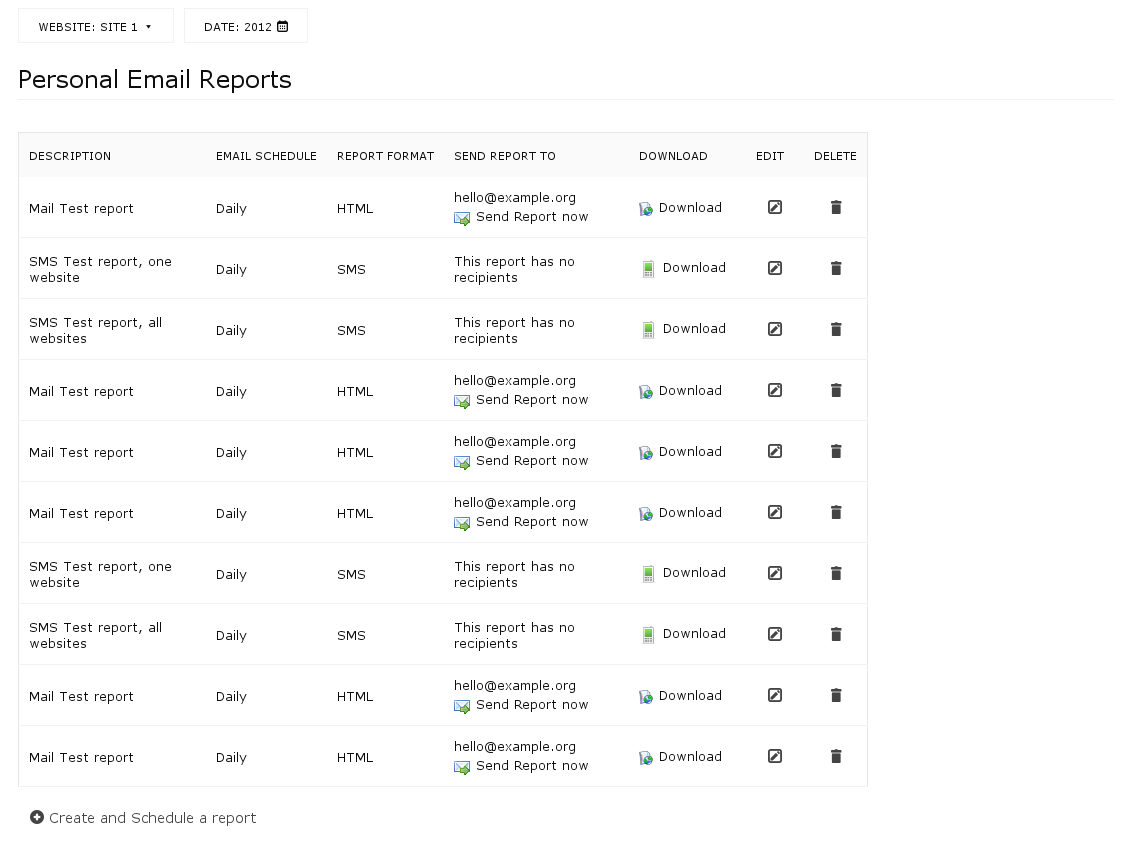 WEBSITE: SITE 1 DATE: 2012
Personal Email Reports
DESCRIPTION EMAIL SCHEDULE REPORT FORMAT SEND REPORT TO DOWNLOAD EDIT DELETE
Mail Test report Daily HTML hello@example.org Download
Send Report now
SMS Test report, one Daily SMS This report has no Download
website recipients
SMS Test report, all Daily SMS This report has no Download
websites recipients
Mail Test report Daily HTML hello@example.org Download
Send Report now
Mail Test report Daily HTML hello@example.org Download
Send Report now
Mail Test report Daily HTML hello@example.org Download
Send Report now
SMS Test report, one Daily SMS This report has no Download
website recipients
SMS Test report, all Daily SMS This report has no Download
websites recipients
Mail Test report Daily HTML hello@example.org Download
Send Report now
Mail Test report Daily HTML hello@example.org Download
Send Report now
Create and Schedule a report